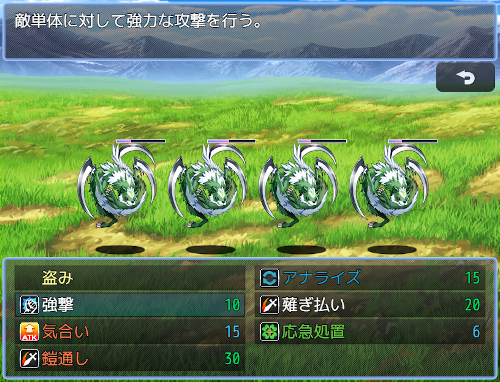 敵単体に対して強力な攻撃を行う。
盗み
アナライズ 15
強撃 10
薙ぎ払い 20
ATK
気合い 15
応急処置 6
鎧通し 30